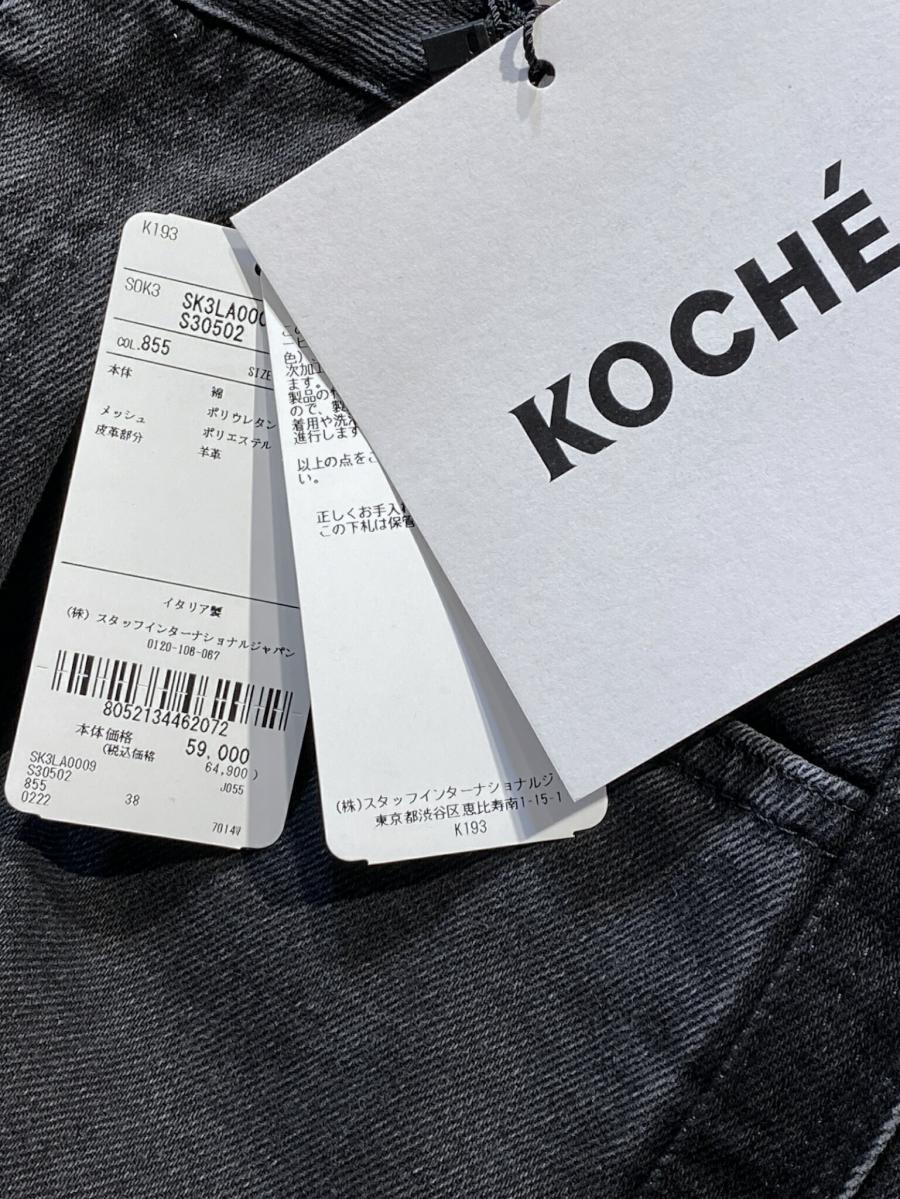 KOCHÉ
K193
SOK3
SK3LA000
S30502
COL.855
SIZE
本体
綿
ポリウレタン
メッシュ
ポリエステル
皮革部分
羊革
イタリア製
(株) スタッフインターナショナルジャパン
0120-106-067
8052134462072
本体価格 59,000
(税込価格 64,900)
SK3LA0009
J055
S30502
855
0222
38
7014V
色)
次加工
ます。
製品の
ので、製
着用や洗
進行します
以上の点をご
い。
正しくお手入
この下札は保管
(株)スタッフインターナショナルジ
東京都渋谷区恵比寿南1-15-1
K193